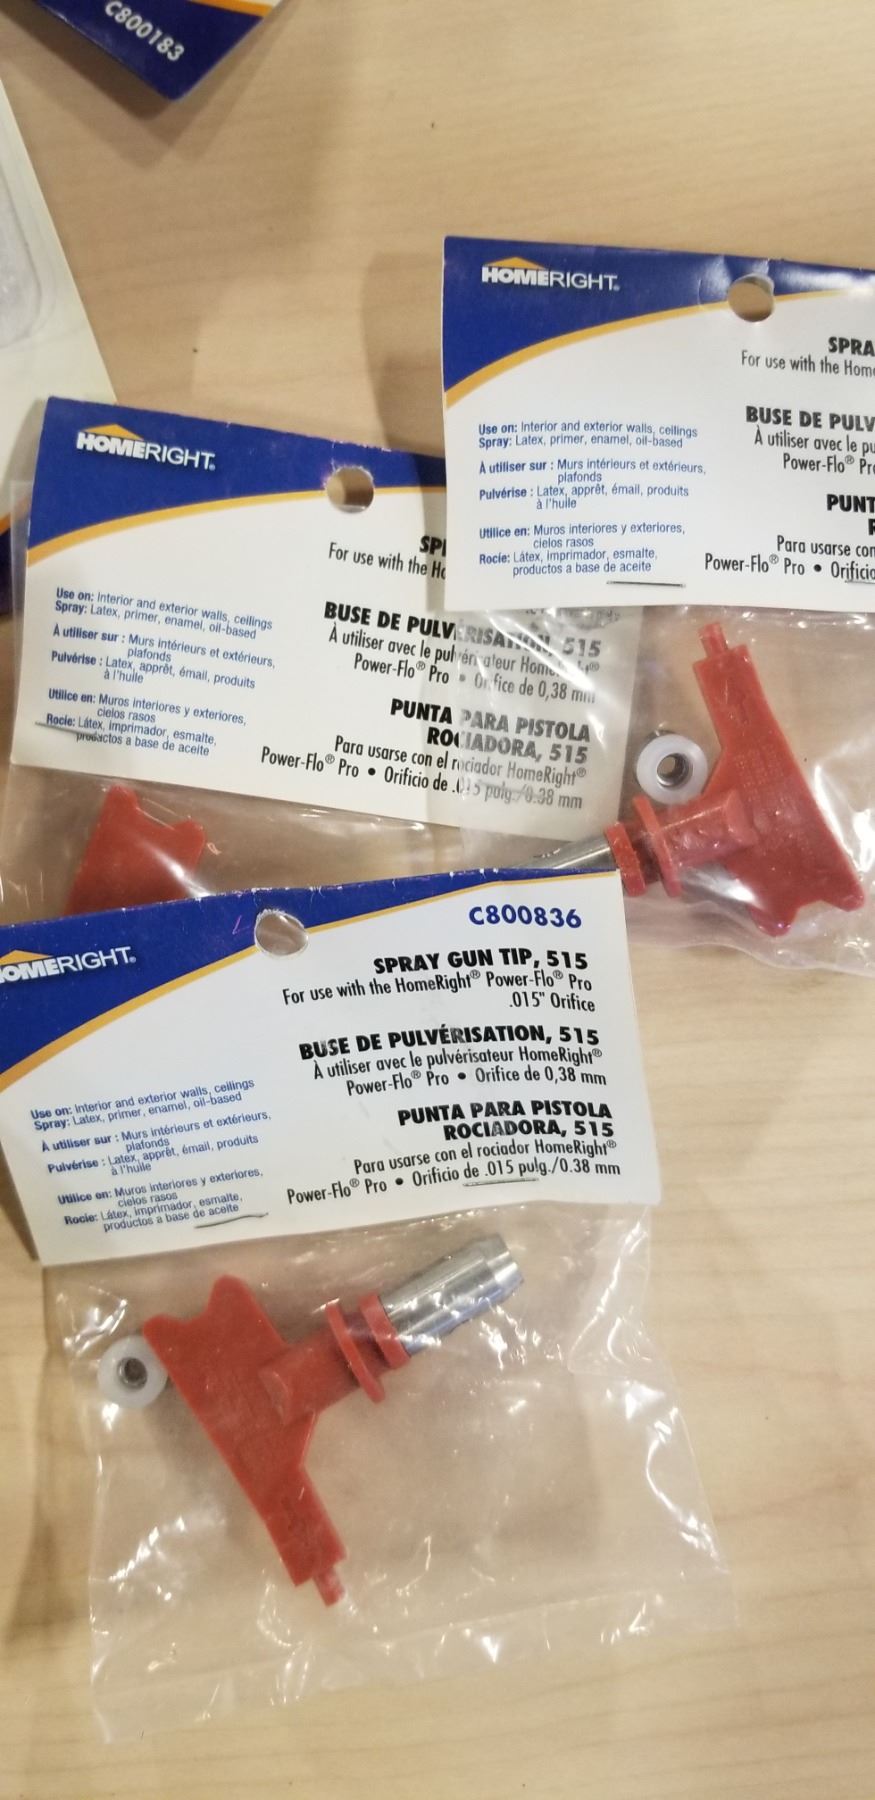 C800183
HOMERIGHT®
SPRA
For use with the Home
Use on: Interior and exterior walls, ceilings
Spray: Latex, primer, enamel, oil-based
À utiliser sur : Murs intérieurs et extérieurs,
plafonds
Pulvérise : Latex, apprêt, émail, produits
à l'huile
Utilice en: Muros interiores y exteriores,
cielos rasos
Rocíe: Látex, imprimador, esmalte,
productos a base de aceite
BUSE DE PULV
À utiliser avec le pu
Power-Flo® Pro
PUNT
Para usarse con
Power-Flo® Pro • Orificio
HOMERIGHT®
SP
For use with the Ho
Use on: Interior and exterior walls, ceilings
Spray: Latex, primer, enamel, oil-based
À utiliser sur : Murs intérieurs et extérieurs,
plafonds
Pulvérise : Latex, apprêt, émail, produits
à l'huile
Utilice en: Muros interiores y exteriores,
cielos rasos
Rocíe: Látex, imprimador, esmalte,
productos a base de aceite
BUSE DE PULVÉRISATION, 515
À utiliser avec le pulvérisateur HomeRight®
Power-Flo® Pro • Orifice de 0,38 mm
PUNTA PARA PISTOLA
ROCIADORA, 515
Para usarse con el rociador HomeRight®
Power-Flo® Pro • Orificio de .015 pulg./0.38 mm
OMERIGHT®
C800836
SPRAY GUN TIP, 515
For use with the HomeRight® Power-Flo® Pro
.015" Orifice
Use on: Interior and exterior walls, ceilings
Spray: Latex, primer, enamel, oil-based
À utiliser sur : Murs intérieurs et extérieurs,
plafonds
Pulvérise : Latex, apprêt, émail, produits
à l'huile
Utilice en: Muros interiores y exteriores,
cielos rasos
Rocíe: Látex, imprimador, esmalte,
productos a base de aceite
BUSE DE PULVÉRISATION, 515
À utiliser avec le pulvérisateur HomeRight®
Power-Flo® Pro • Orifice de 0,38 mm
PUNTA PARA PISTOLA
ROCIADORA, 515
Para usarse con el rociador HomeRight®
Power-Flo® Pro • Orificio de .015 pulg./0.38 mm